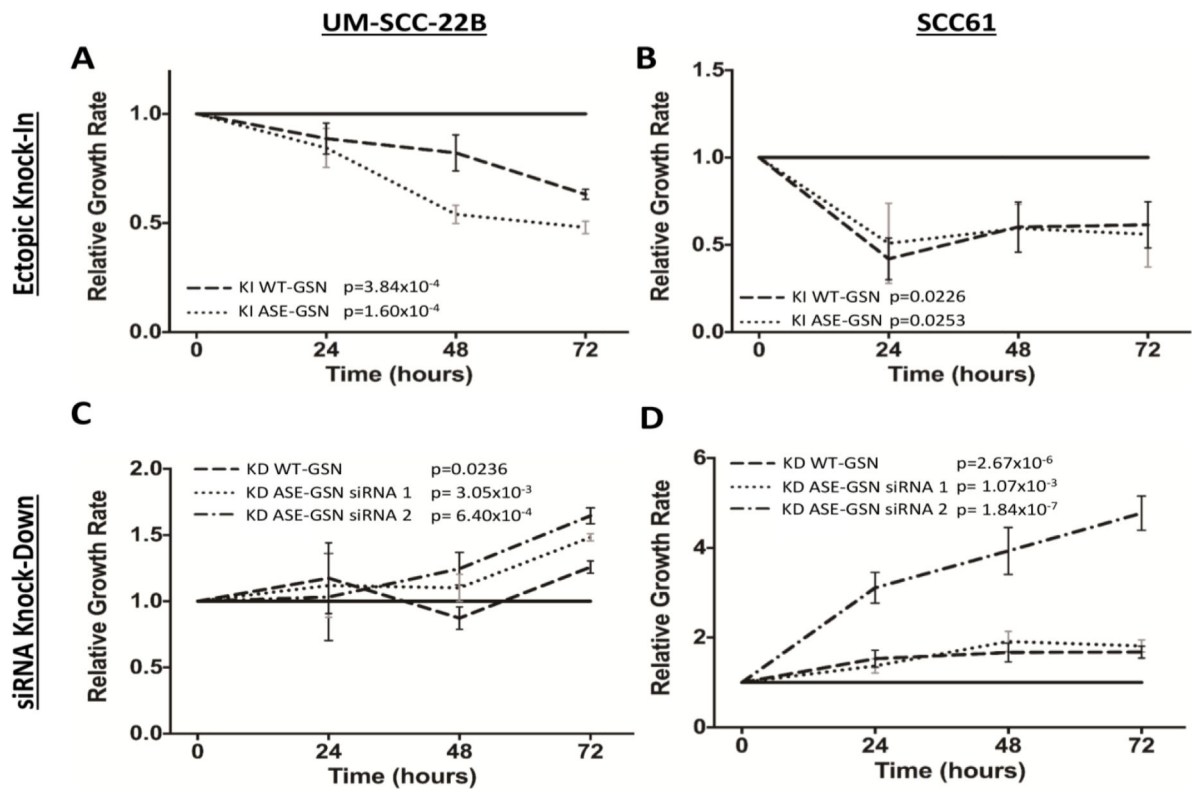 UM-SCC-22B
SCC61
Ectopic Knock-In
A
Relative Growth Rate
1.0
0.5
0.0
KI WT-GSN p=3.84x10⁻⁴
KI ASE-GSN p=1.60x10⁻⁴
0 24 48 72
Time (hours)
B
Relative Growth Rate
1.5
1.0
0.5
0.0
KI WT-GSN p=0.0226
KI ASE-GSN p=0.0253
0 24 48 72
Time (hours)
siRNA Knock-Down
C
Relative Growth Rate
2.0
1.5
1.0
0.5
0.0
KD WT-GSN p=0.0236
KD ASE-GSN siRNA 1 p= 3.05x10⁻³
KD ASE-GSN siRNA 2 p= 6.40x10⁻⁴
0 24 48 72
Time (hours)
D
Relative Growth Rate
6
4
2
0
KD WT-GSN p=2.67x10⁻⁶
KD ASE-GSN siRNA 1 p= 1.07x10⁻³
KD ASE-GSN siRNA 2 p= 1.84x10⁻⁷
0 24 48 72
Time (hours)